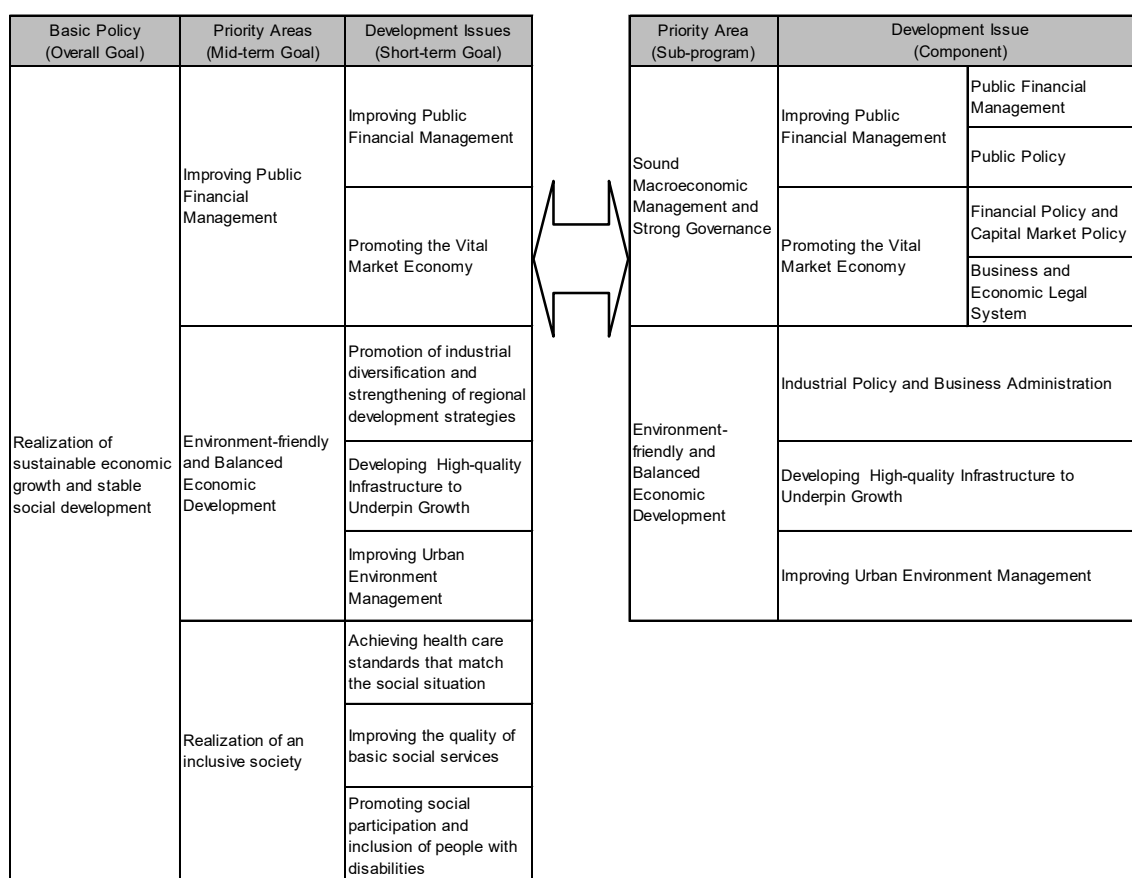 Basic Policy
(Overall Goal)
Priority Areas
(Mid-term Goal)
Development Issues
(Short-term Goal)
Realization of
sustainable economic
growth and stable
social development
Improving Public
Financial
Management
Improving Public
Financial Management
Promoting the Vital
Market Economy
Environment-friendly
and Balanced
Economic
Development
Promotion of industrial
diversification and
strengthening of regional
development strategies
Developing High-quality
Infrastructure to
Underpin Growth
Improving Urban
Environment
Management
Realization of an
inclusive society
Achieving health care
standards that match
the social situation
Improving the quality of
basic social services
Promoting social
participation and
inclusion of people with
disabilities
Priority Area
(Sub-program)
Development Issue
(Component)
Sound
Macroeconomic
Management and
Strong Governance
Improving Public
Financial Management
Public Financial
Management
Public Policy
Promoting the Vital
Market Economy
Financial Policy and
Capital Market Policy
Business and
Economic Legal
System
Environment-
friendly and
Balanced
Economic
Development
Industrial Policy and Business Administration
Developing High-quality Infrastructure to
Underpin Growth
Improving Urban Environment Management